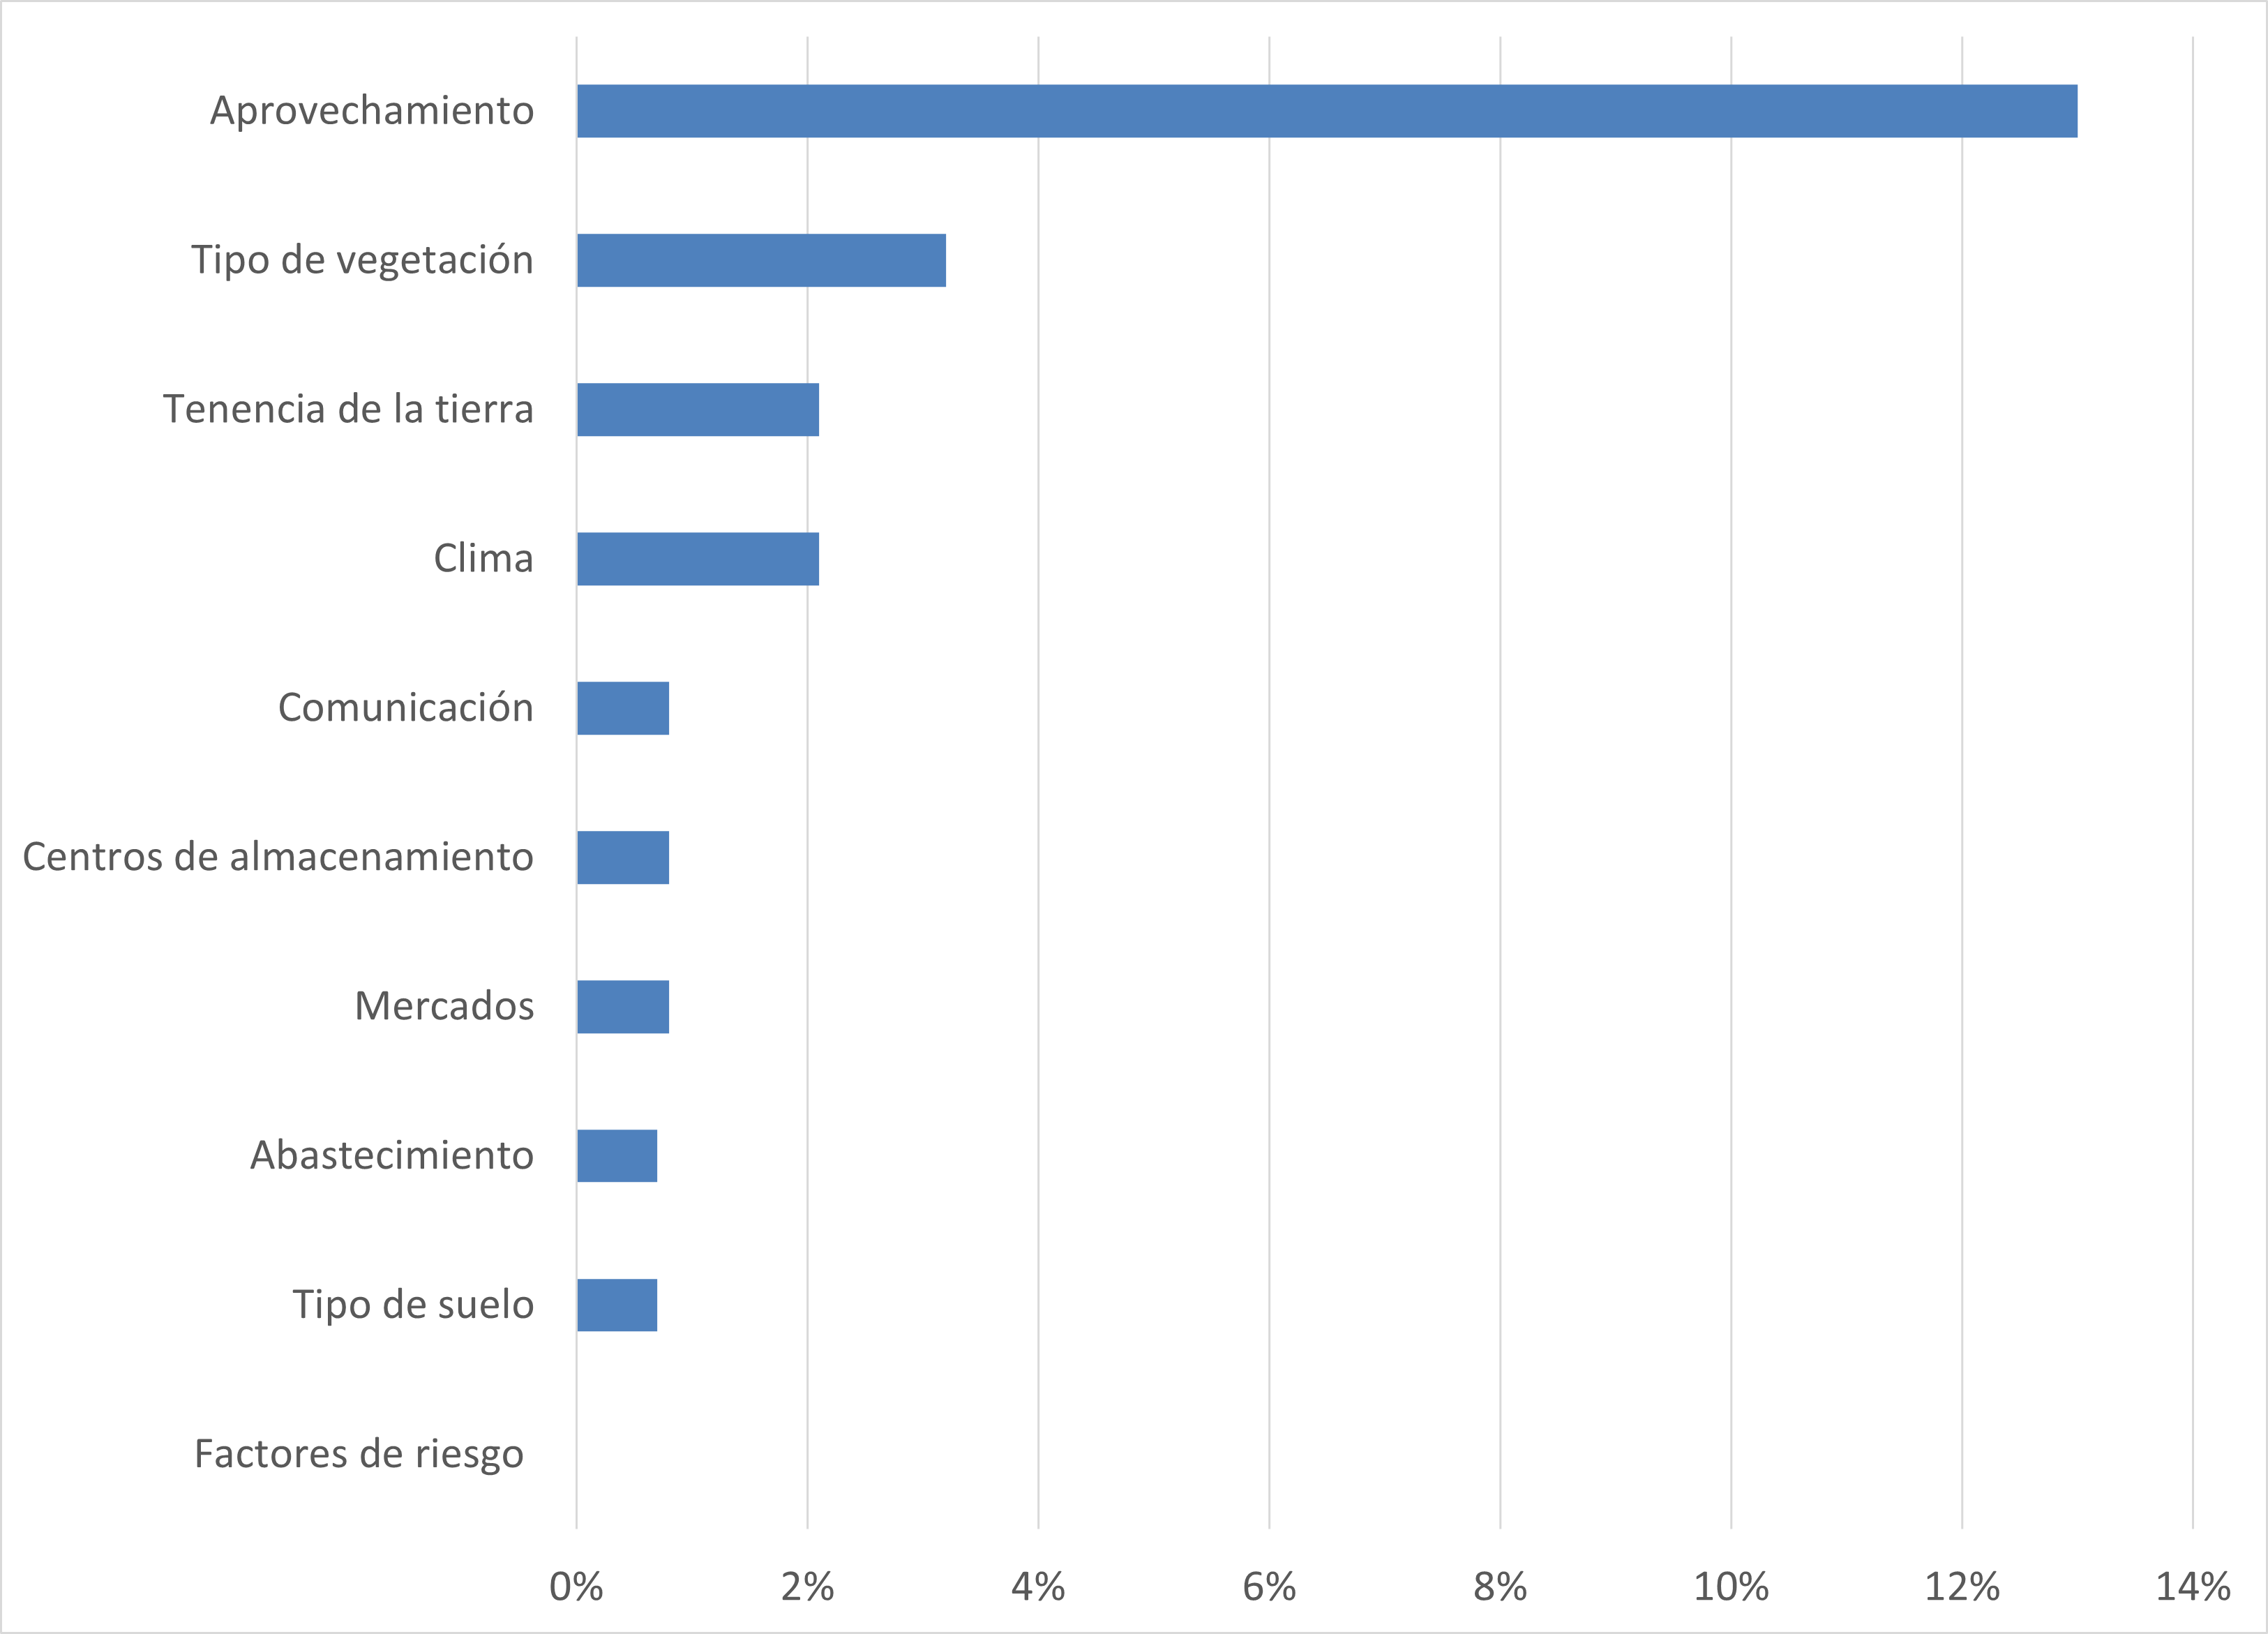 Aprovechamiento
Tipo de vegetación
Tenencia de la tierra
Clima
Comunicación
Centros de almacenamiento
Mercados
Abastecimiento
Tipo de suelo
Factores de riesgo
0% 2% 4% 6% 8% 10% 12% 14%